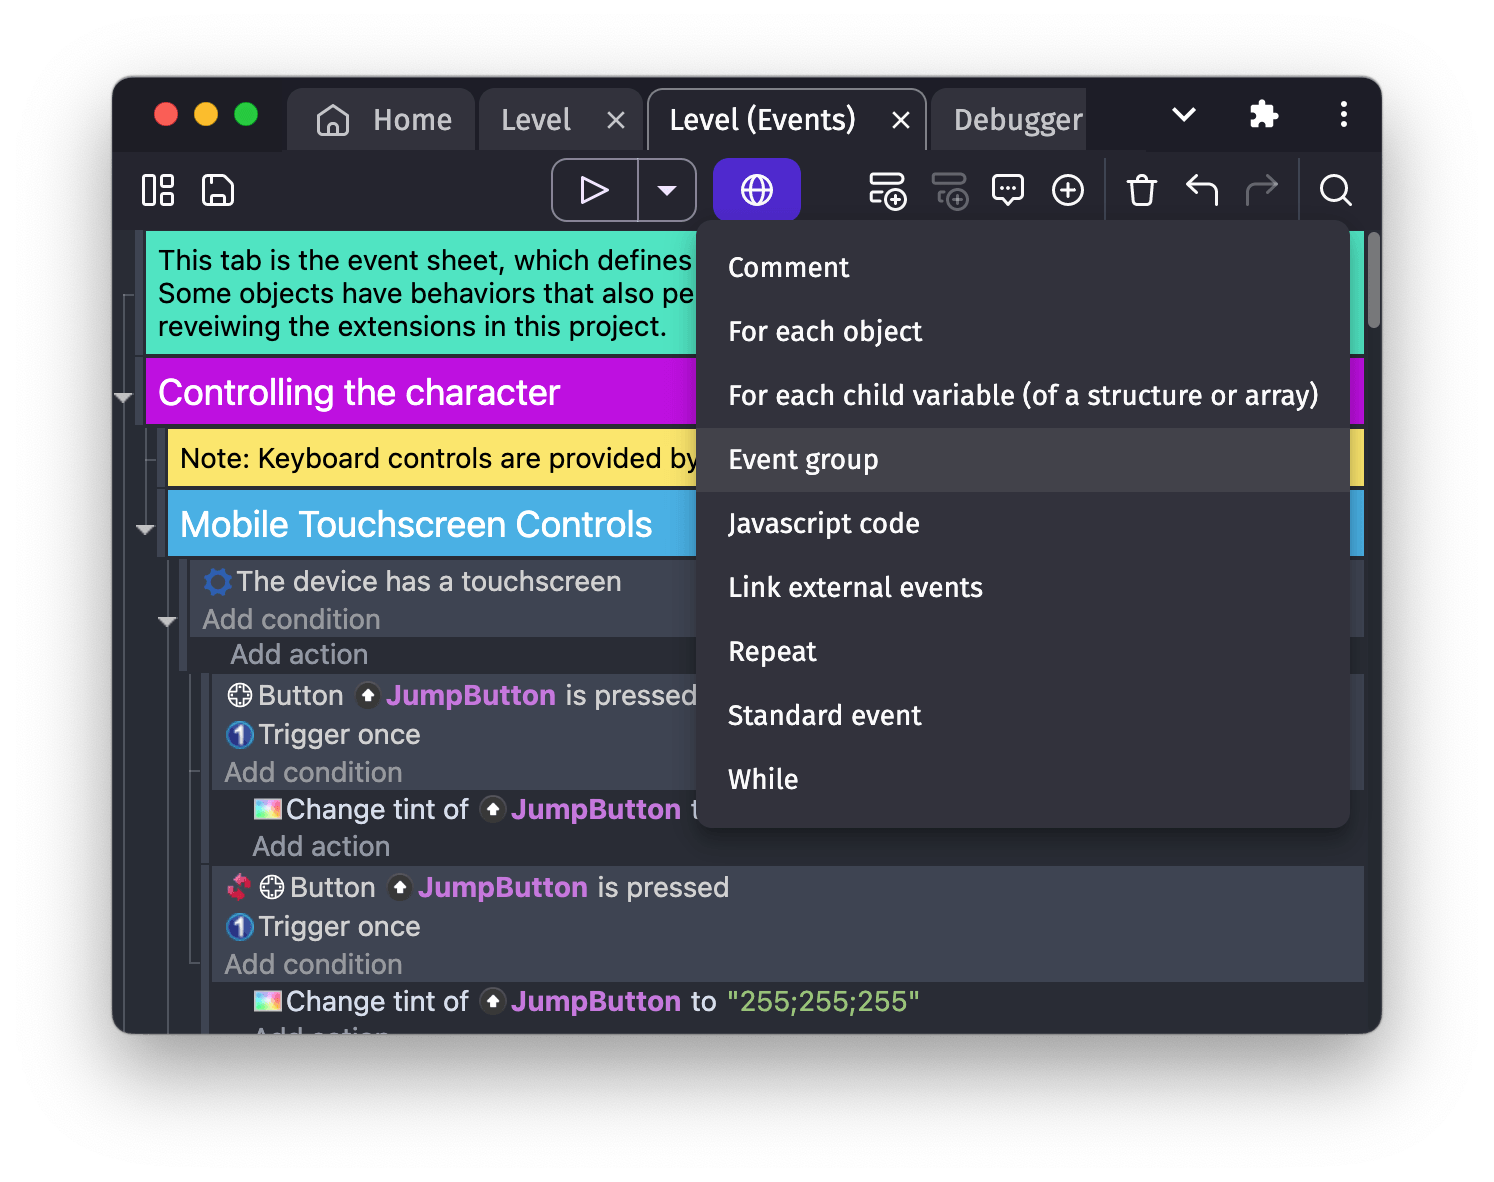 Home
Level
Level (Events)
Debugger
This tab is the event sheet, which defines
Some objects have behaviors that also pe
reveiwing the extensions in this project.
Controlling the character
Note: Keyboard controls are provided by
Mobile Touchscreen Controls
The device has a touchscreen
Add condition
Add action
Button JumpButton is pressed
1 Trigger once
Add condition
Change tint of JumpButton t
Add action
Button JumpButton is pressed
1 Trigger once
Add condition
Change tint of JumpButton to "255;255;255"
Add action
Comment
For each object
For each child variable (of a structure or array)
Event group
Javascript code
Link external events
Repeat
Standard event
While